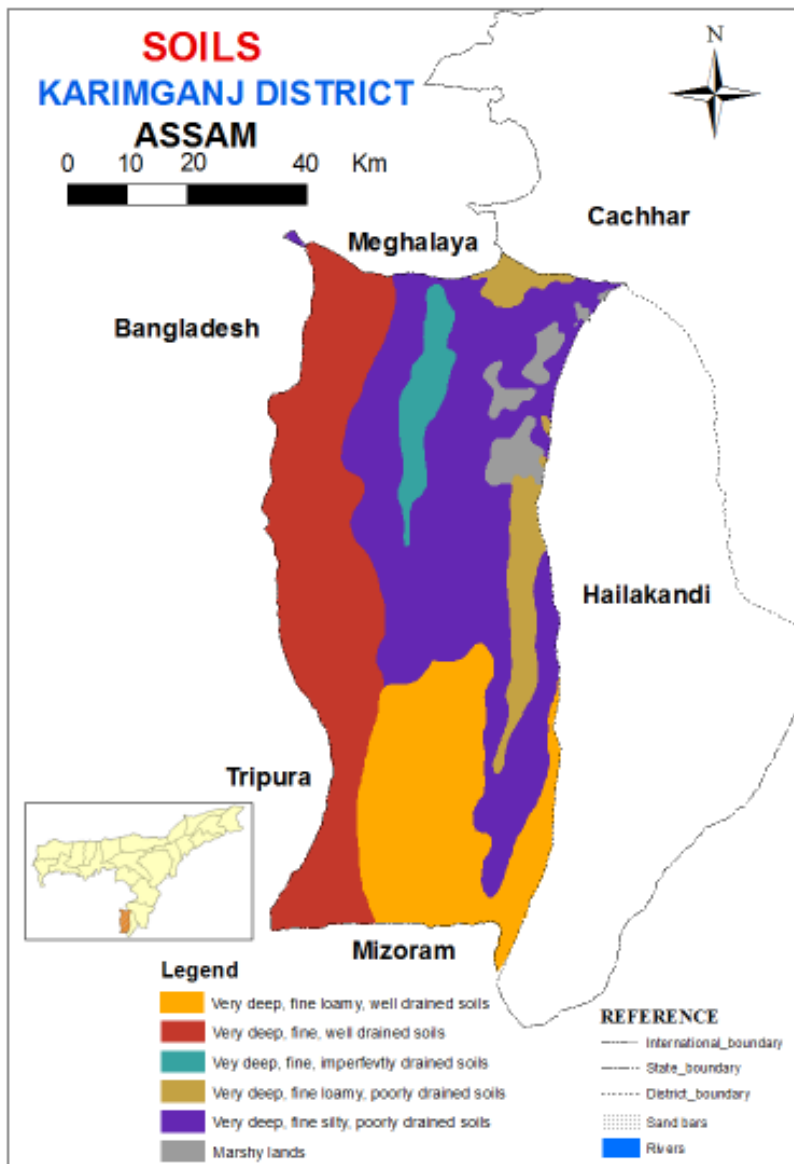 SOILS
KARIMGANJ DISTRICT
ASSAM
N
0 10 20 40 Km
Cachhar
Meghalaya
Bangladesh
Hailakandi
Tripura
Mizoram
Legend
Very deep, fine loamy, well drained soils
Very deep, fine, well drained soils
Vey deep, fine, imperfevtly drained soils
Very deep, fine loamy, poorly drained soils
Very deep, fine silty, poorly drained soils
Marshy lands
REFERENCE
International_boundary
State_boundary
District_boundary
Sand bars
Rivers